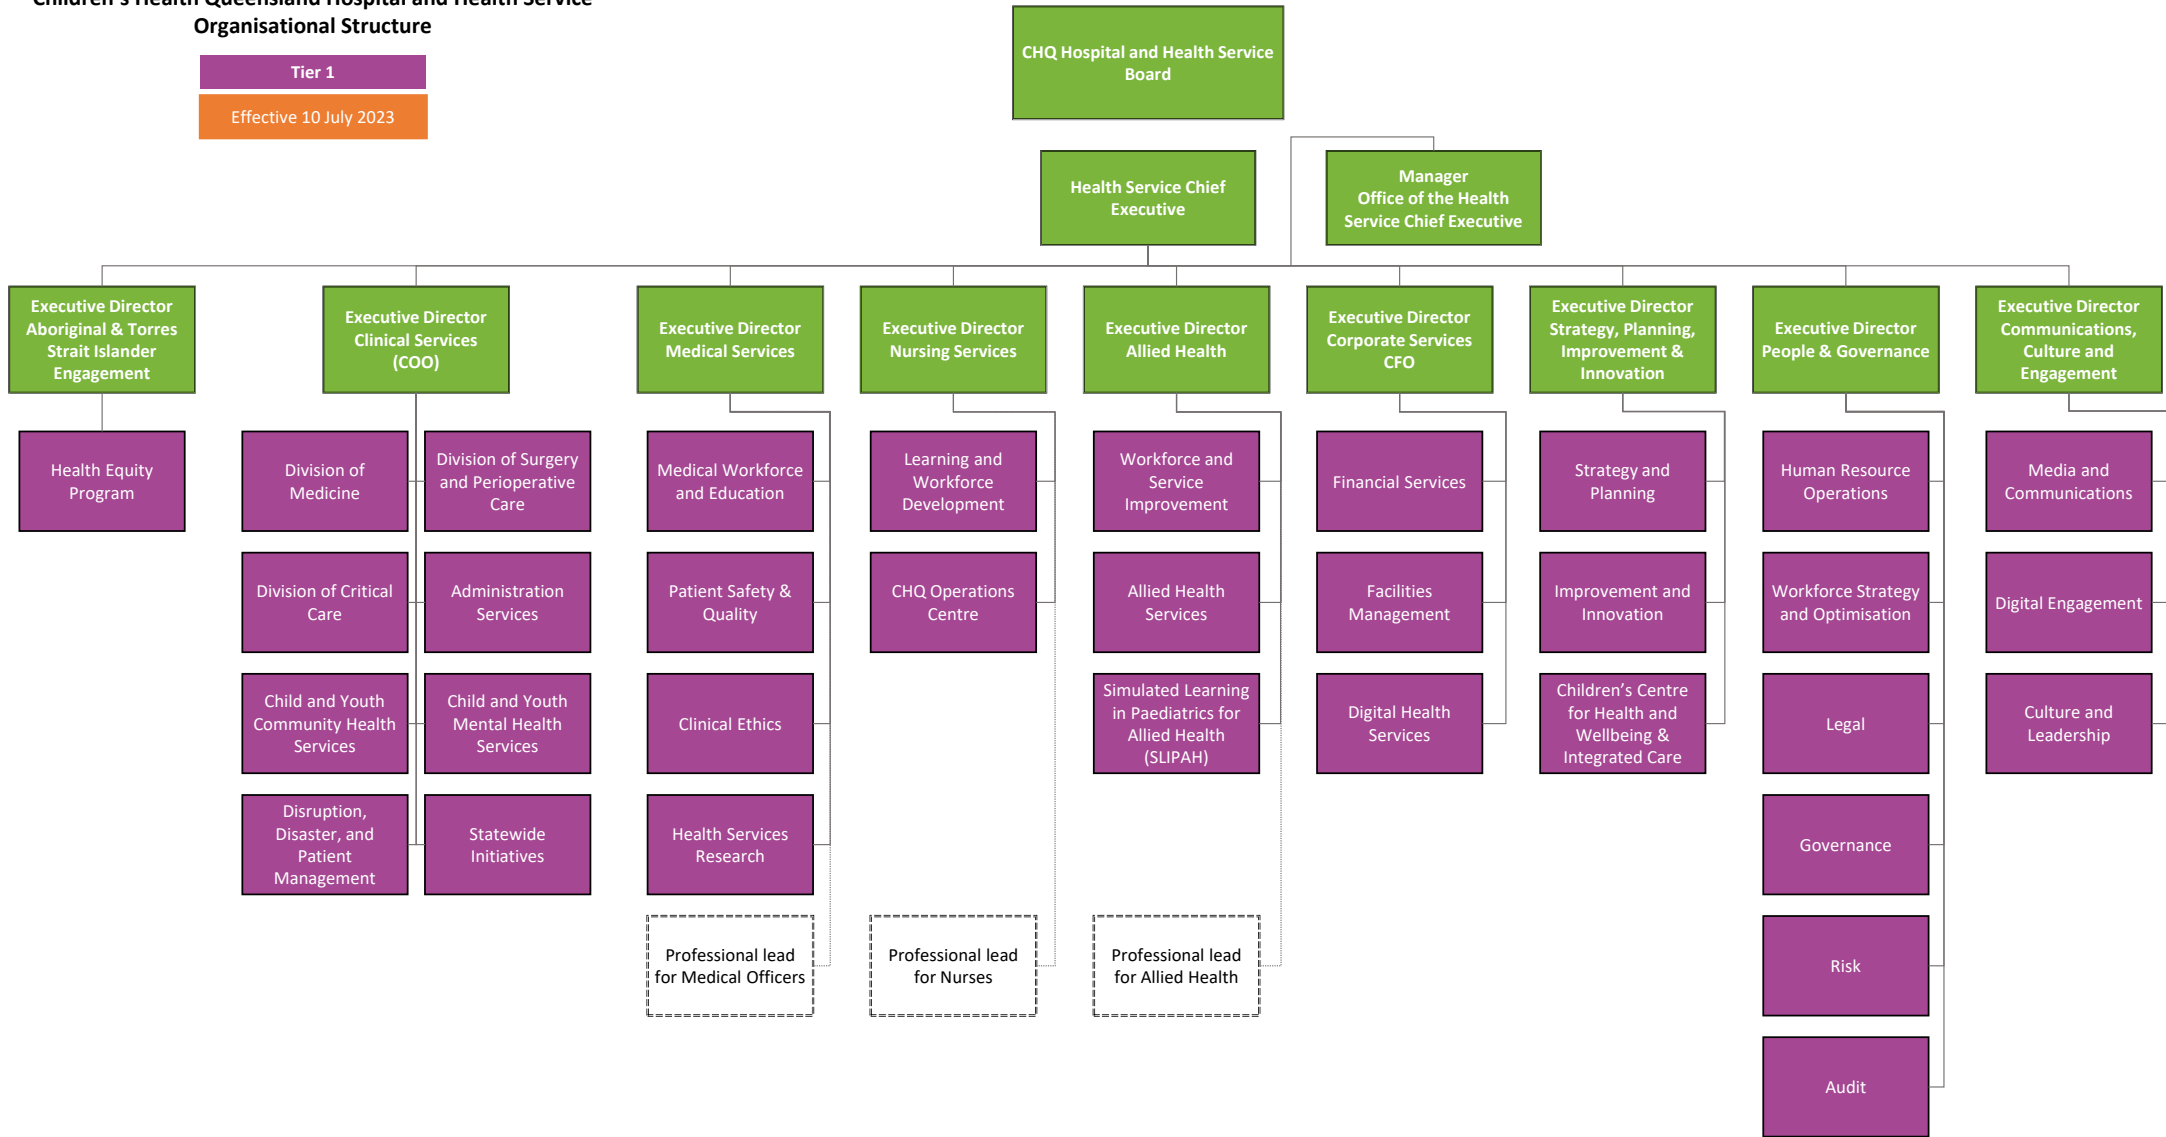 Children's Health Queensland Hospital and Health Service
Organisational Structure
Tier 1
Effective 10 July 2023
CHQ Hospital and Health Service
Board
Health Service Chief
Executive
Manager
Office of the Health
Service Chief Executive
Executive Director
Aboriginal & Torres
Strait Islander
Engagement
Executive Director
Clinical Services
(COO)
Executive Director
Medical Services
Executive Director
Nursing Services
Executive Director
Allied Health
Executive Director
Corporate Services
CFO
Executive Director
Strategy, Planning,
Improvement &
Innovation
Executive Director
People & Governance
Executive Director
Communications,
Culture and
Engagement
Health Equity
Program
Division of
Medicine
Division of Surgery
and Perioperative
Care
Division of Critical
Care
Administration
Services
Child and Youth
Community Health
Services
Child and Youth
Mental Health
Services
Disruption,
Disaster, and
Patient
Management
Statewide
Initiatives
Medical Workforce
and Education
Patient Safety &
Quality
Clinical Ethics
Health Services
Research
Professional lead
for Medical Officers
Learning and
Workforce
Development
CHQ Operations
Centre
Professional lead
for Nurses
Workforce and
Service
Improvement
Allied Health
Services
Simulated Learning
in Paediatrics for
Allied Health
(SLIPAH)
Professional lead
for Allied Health
Financial Services
Facilities
Management
Digital Health
Services
Strategy and
Planning
Improvement and
Innovation
Children’s Centre
for Health and
Wellbeing &
Integrated Care
Human Resource
Operations
Workforce Strategy
and Optimisation
Legal
Governance
Risk
Audit
Media and
Communications
Digital Engagement
Culture and
Leadership